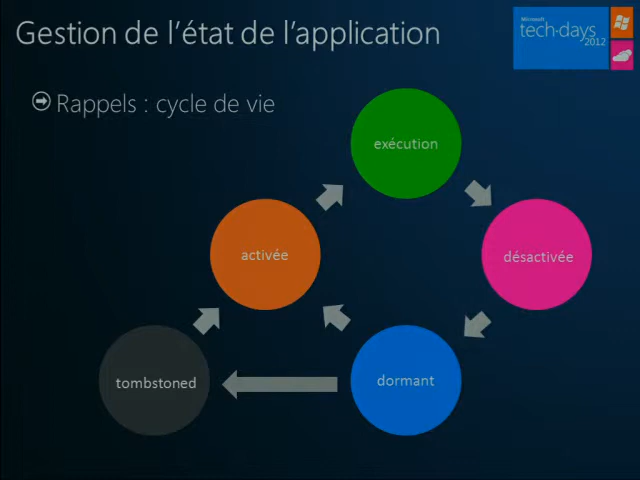 Gestion de l'état de l'application
Microsoft
tech·days
2012
Rappels : cycle de vie
exécution
activée
désactivée
tombstoned
dormant